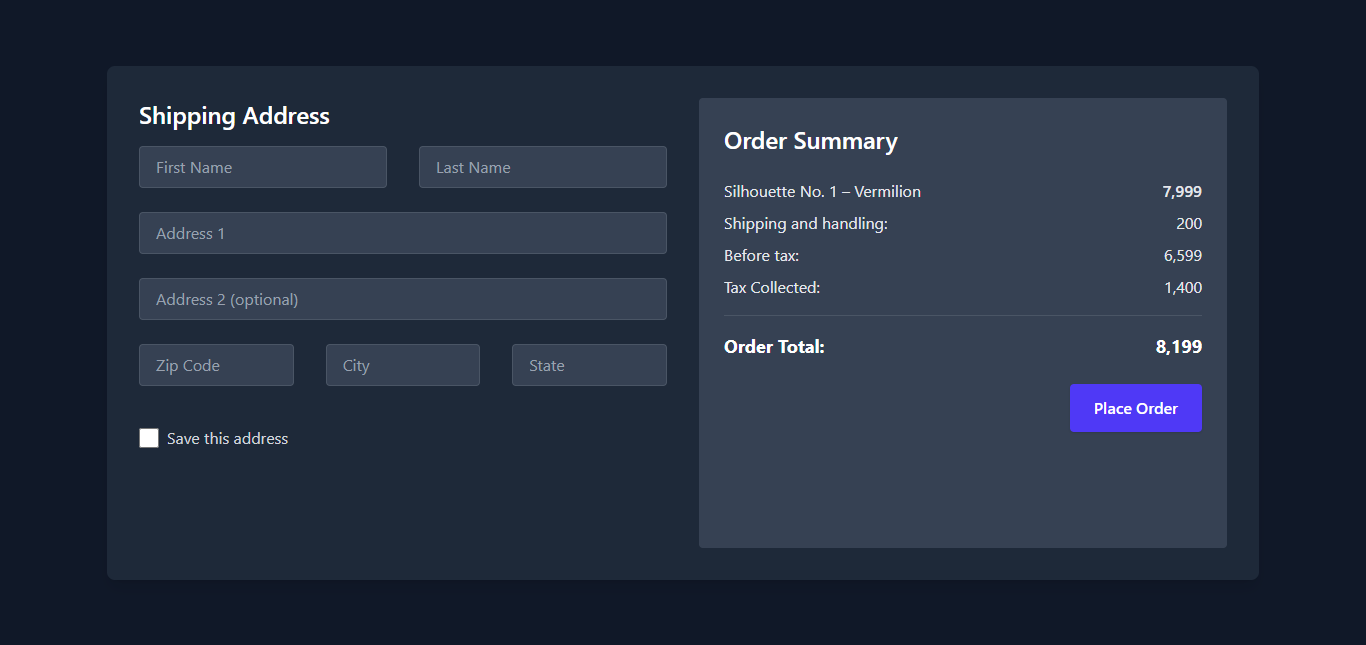 Shipping Address
First Name
Last Name
Address 1
Address 2 (optional)
Zip Code
City
State
Save this address
Order Summary
Silhouette No. 1 – Vermilion 7,999
Shipping and handling: 200
Before tax: 6,599
Tax Collected: 1,400
Order Total: 8,199
Place Order